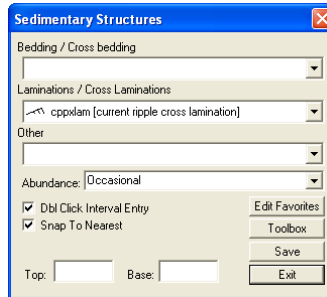 Sedimentary Structures
Bedding / Cross bedding
Laminations / Cross Laminations
cppxlam [current ripple cross lamination]
Other
Abundance: Occasional
Dbl Click Interval Entry
Edit Favorites
Snap To Nearest
Toolbox
Save
Top:
Base:
Exit